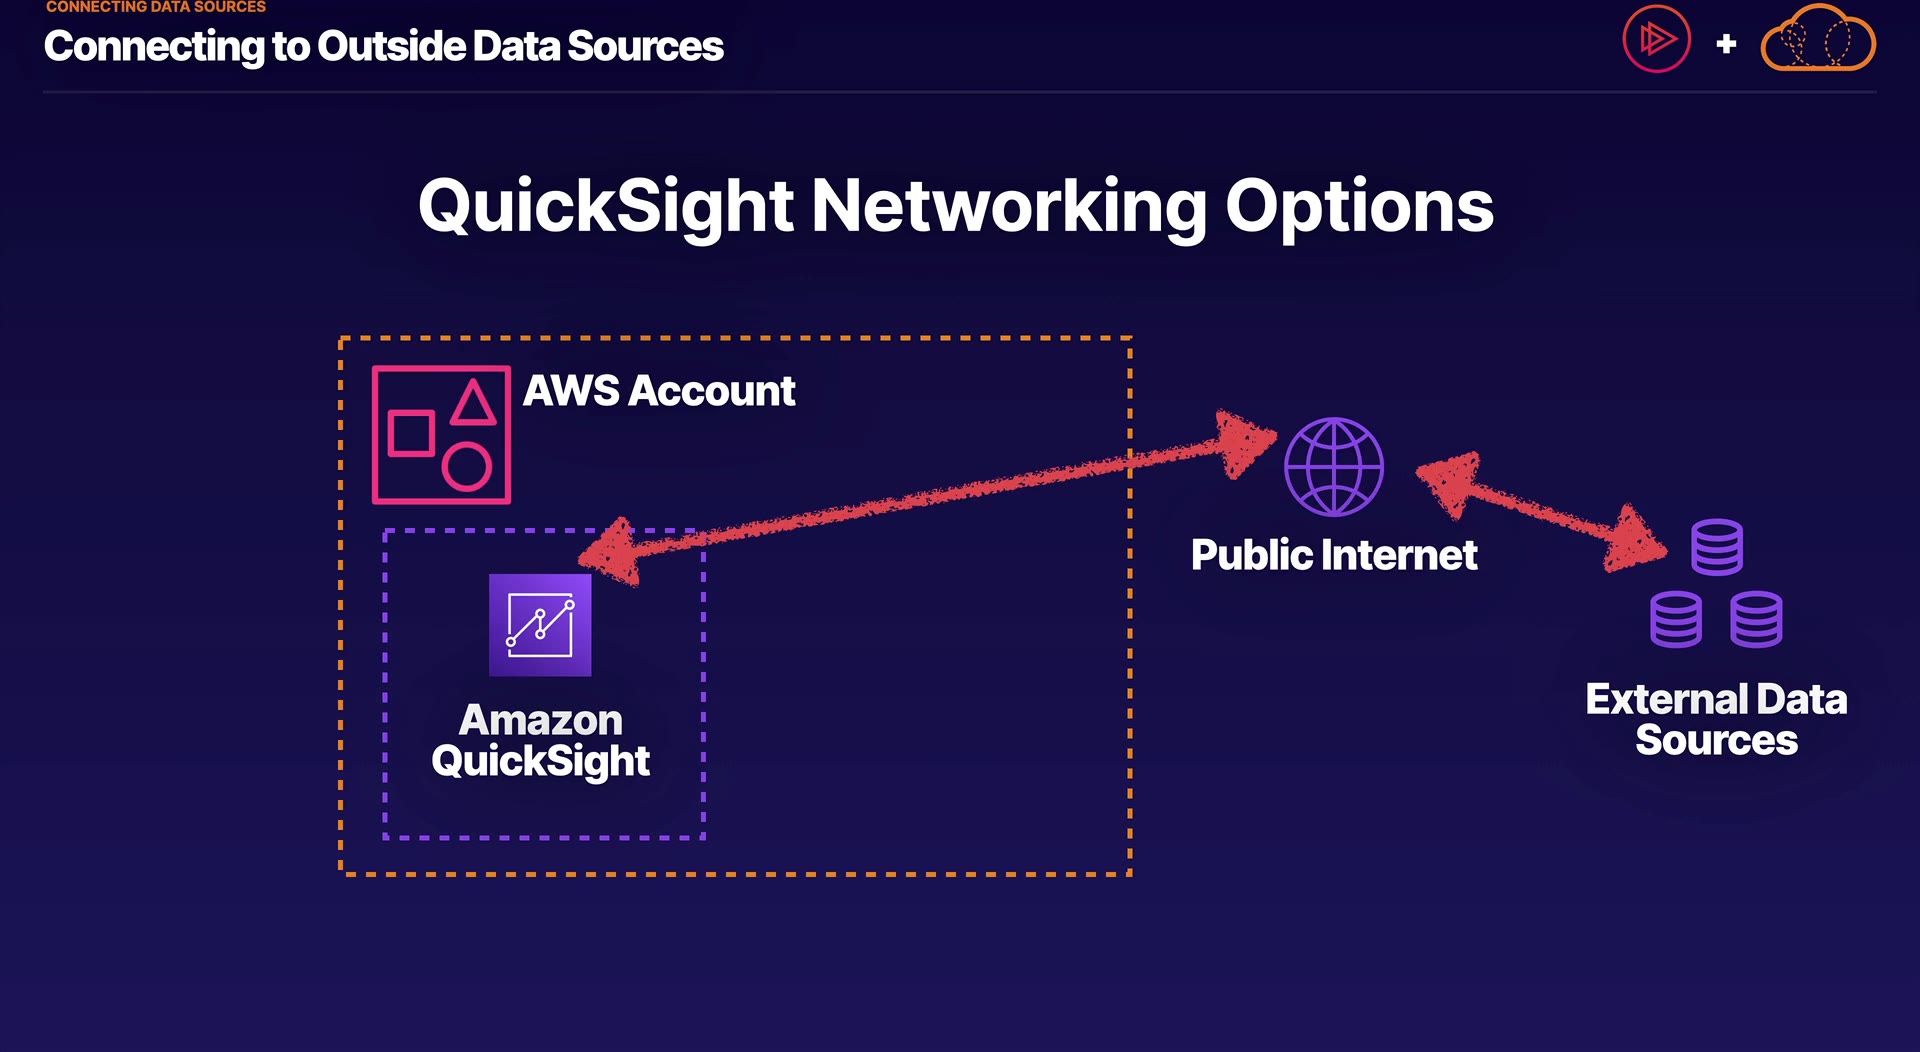 CONNECTING DATA SOURCES
Connecting to Outside Data Sources
QuickSight Networking Options
AWS Account
Public Internet
Amazon
QuickSight
External Data
Sources